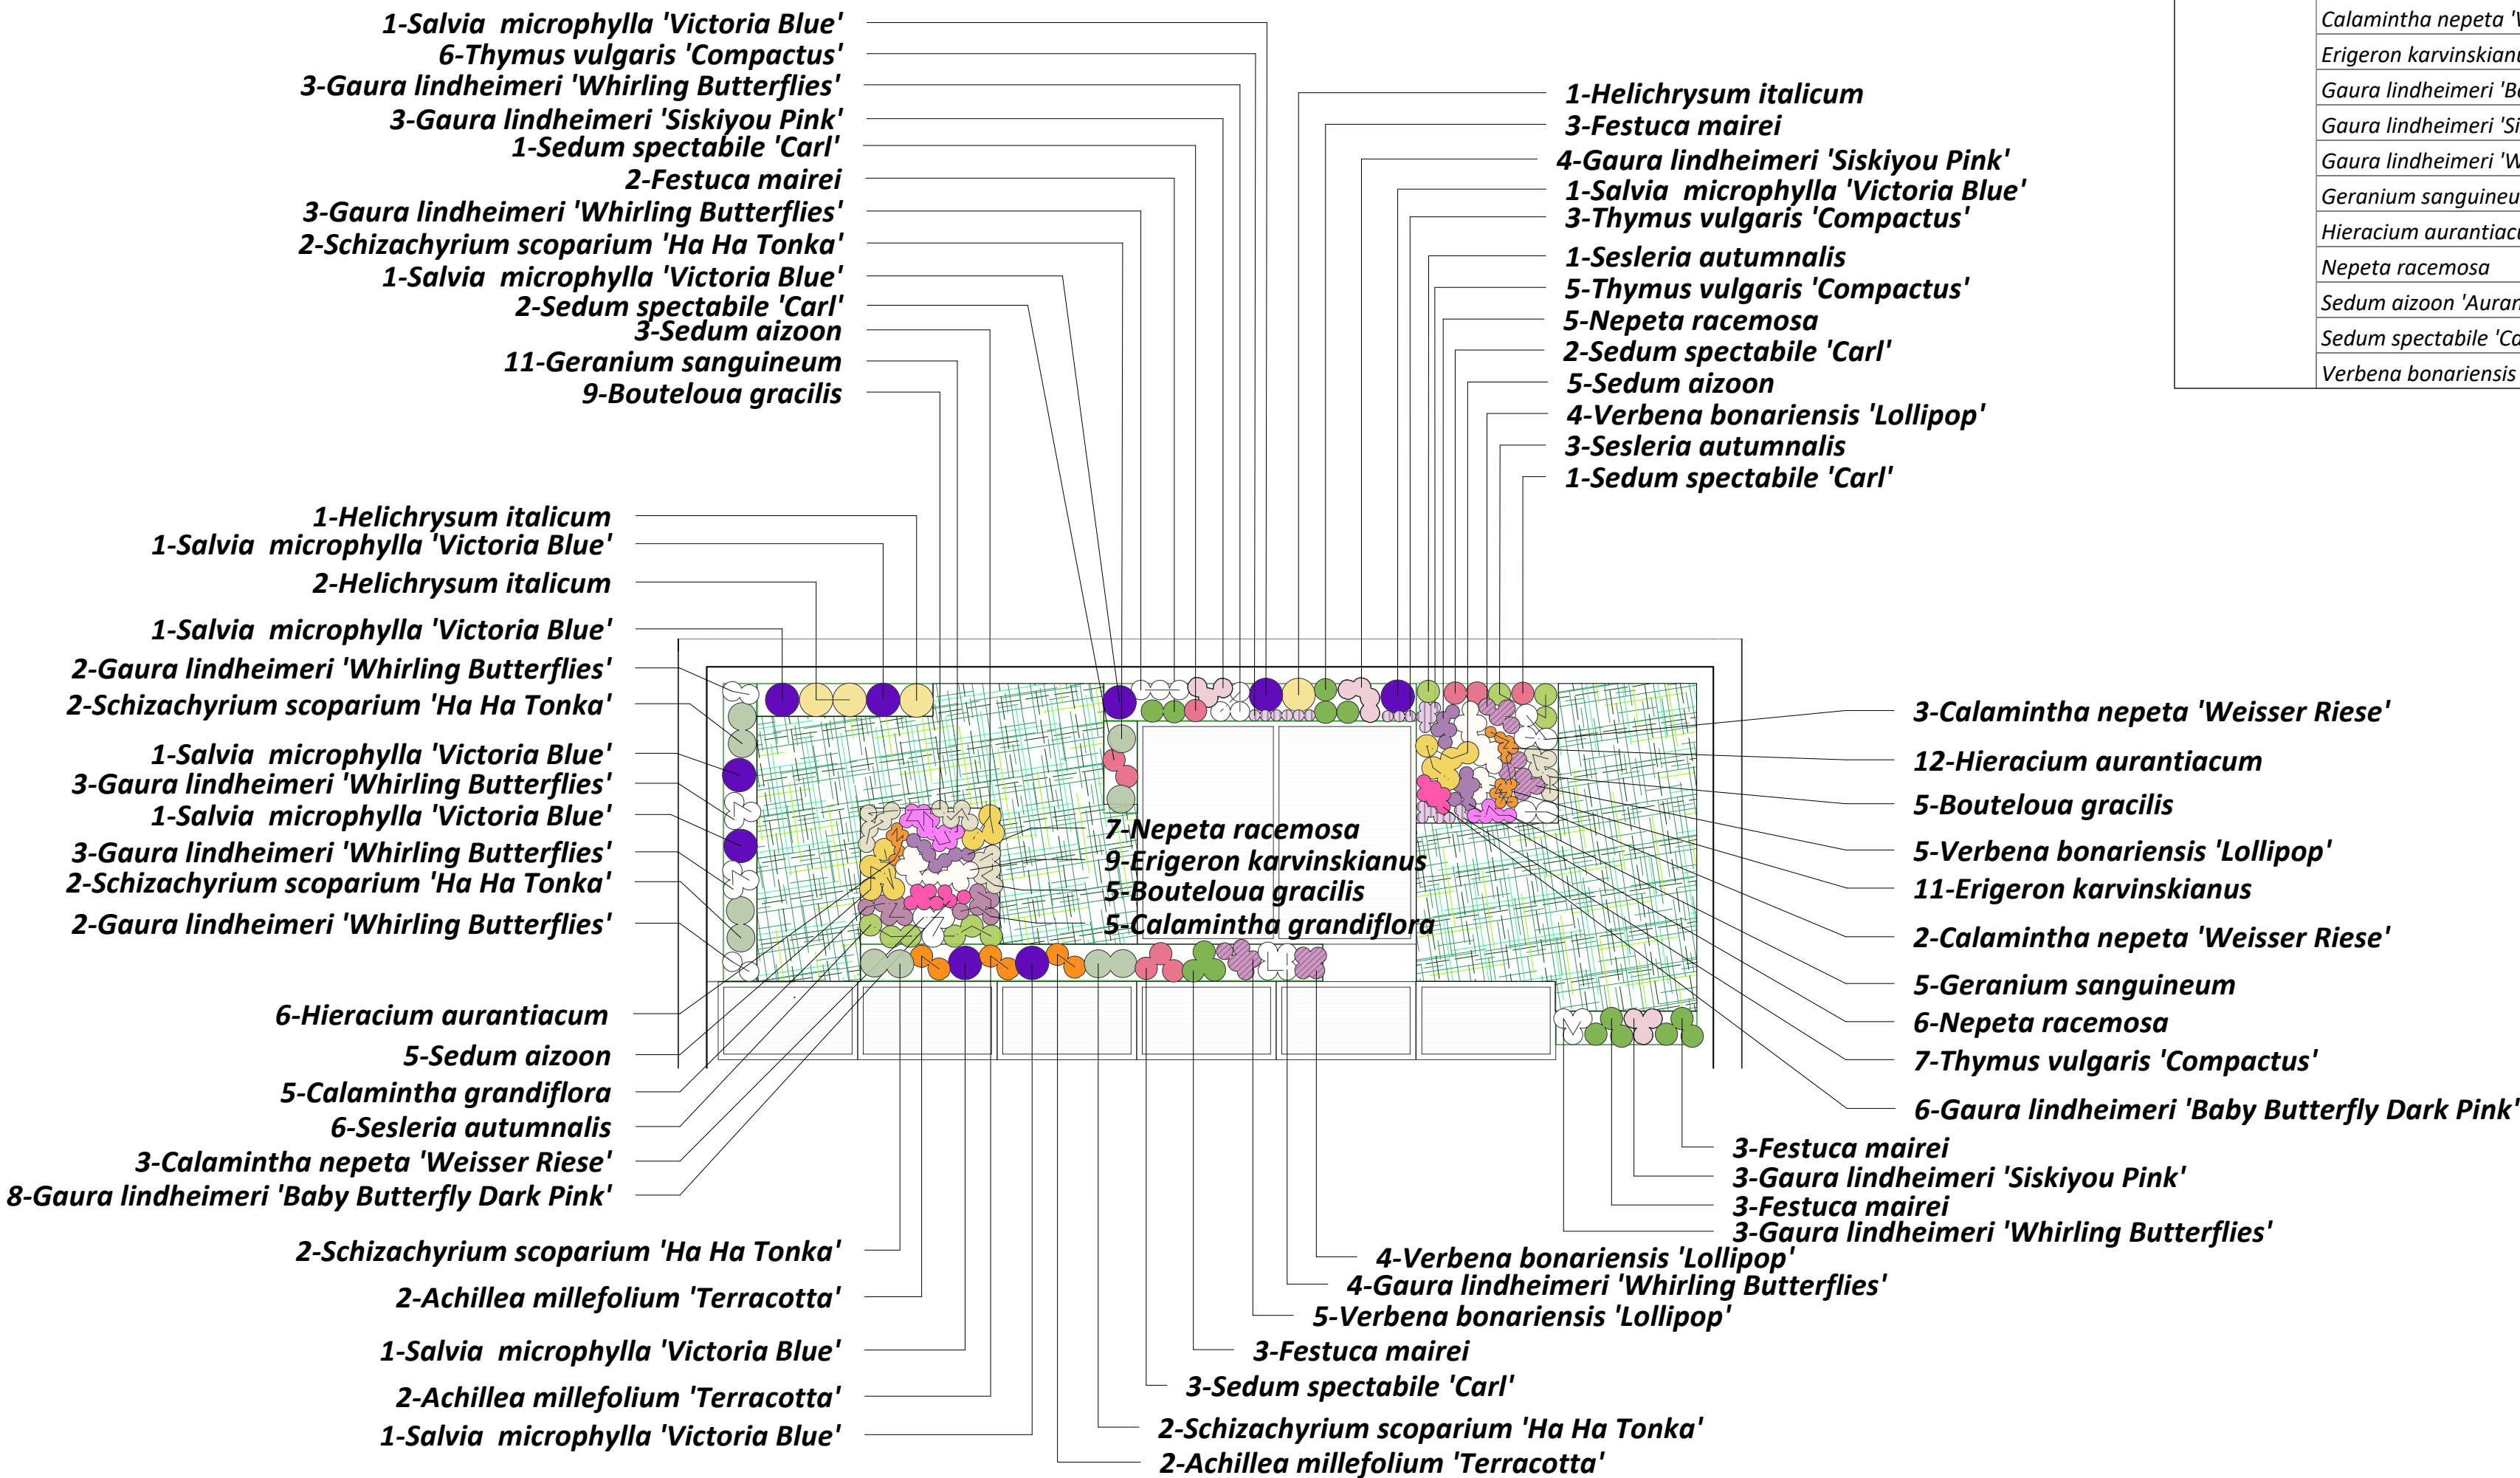 1-Salvia  microphylla 'Victoria Blue'
6-Thymus vulgaris 'Compactus'
3-Gaura lindheimeri 'Whirling Butterflies'
3-Gaura lindheimeri 'Siskiyou Pink'
1-Sedum spectabile 'Carl'
2-Festuca mairei
3-Gaura lindheimeri 'Whirling Butterflies'
2-Schizachyrium scoparium 'Ha Ha Tonka'
1-Salvia  microphylla 'Victoria Blue'
2-Sedum spectabile 'Carl'
3-Sedum aizoon
11-Geranium sanguineum
9-Bouteloua gracilis
1-Helichrysum italicum
3-Festuca mairei
4-Gaura lindheimeri 'Siskiyou Pink'
1-Salvia  microphylla 'Victoria Blue'
3-Thymus vulgaris 'Compactus'
1-Sesleria autumnalis
5-Thymus vulgaris 'Compactus'
5-Nepeta racemosa
2-Sedum spectabile 'Carl'
5-Sedum aizoon
4-Verbena bonariensis 'Lollipop'
3-Sesleria autumnalis
1-Sedum spectabile 'Carl'
Calamintha nepeta
Erigeron
Gaura lindheimeri
Gaura lindheimeri
Gaura lindheimeri
Geranium
Hieracium
Nepeta racemosa
Sedum aizoon
Sedum spectabile
Verbena bonariensis
1-Helichrysum italicum
1-Salvia  microphylla 'Victoria Blue'
2-Helichrysum italicum
1-Salvia  microphylla 'Victoria Blue'
2-Gaura lindheimeri 'Whirling Butterflies'
2-Schizachyrium scoparium 'Ha Ha Tonka'
1-Salvia  microphylla 'Victoria Blue'
3-Gaura lindheimeri 'Whirling Butterflies'
1-Salvia  microphylla 'Victoria Blue'
3-Gaura lindheimeri 'Whirling Butterflies'
2-Schizachyrium scoparium 'Ha Ha Tonka'
2-Gaura lindheimeri 'Whirling Butterflies'
7-Nepeta racemosa
9-Erigeron karvinskianus
5-Bouteloua gracilis
5-Calamintha grandiflora
3-Calamintha nepeta 'Weisser Riese'
12-Hieracium aurantiacum
5-Bouteloua gracilis
5-Verbena bonariensis 'Lollipop'
11-Erigeron karvinskianus
2-Calamintha nepeta 'Weisser Riese'
5-Geranium sanguineum
6-Nepeta racemosa
7-Thymus vulgaris 'Compactus'
6-Gaura lindheimeri 'Baby Butterfly Dark Pink'
6-Hieracium aurantiacum
5-Sedum aizoon
5-Calamintha grandiflora
6-Sesleria autumnalis
3-Calamintha nepeta 'Weisser Riese'
8-Gaura lindheimeri 'Baby Butterfly Dark Pink'
3-Festuca mairei
3-Gaura lindheimeri 'Siskiyou Pink'
3-Festuca mairei
3-Gaura lindheimeri 'Whirling Butterflies'
2-Schizachyrium scoparium 'Ha Ha Tonka'
2-Achillea millefolium 'Terracotta'
1-Salvia  microphylla 'Victoria Blue'
2-Achillea millefolium 'Terracotta'
1-Salvia  microphylla 'Victoria Blue'
4-Verbena bonariensis 'Lollipop'
4-Gaura lindheimeri 'Whirling Butterflies'
5-Verbena bonariensis 'Lollipop'
3-Festuca mairei
3-Sedum spectabile 'Carl'
2-Schizachyrium scoparium 'Ha Ha Tonka'
2-Achillea millefolium 'Terracotta'